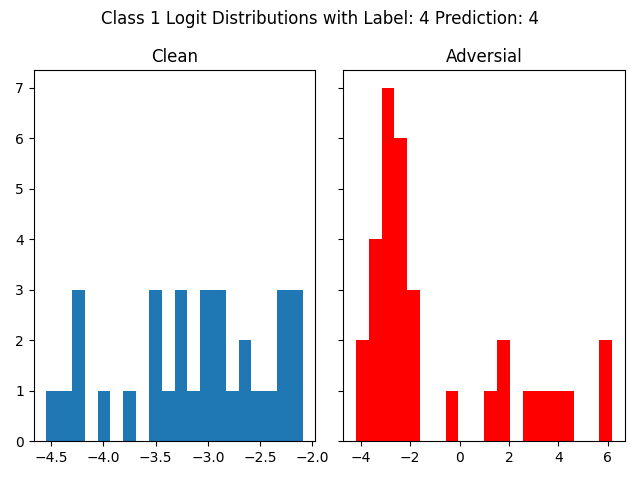 Class 1 Logit Distributions with Label: 4 Prediction: 4
Clean
Adversial
7
6
5
4
3
2
1
0
−4.5 −4.0 −3.5 −3.0 −2.5 −2.0
−4 −2 0 2 4 6